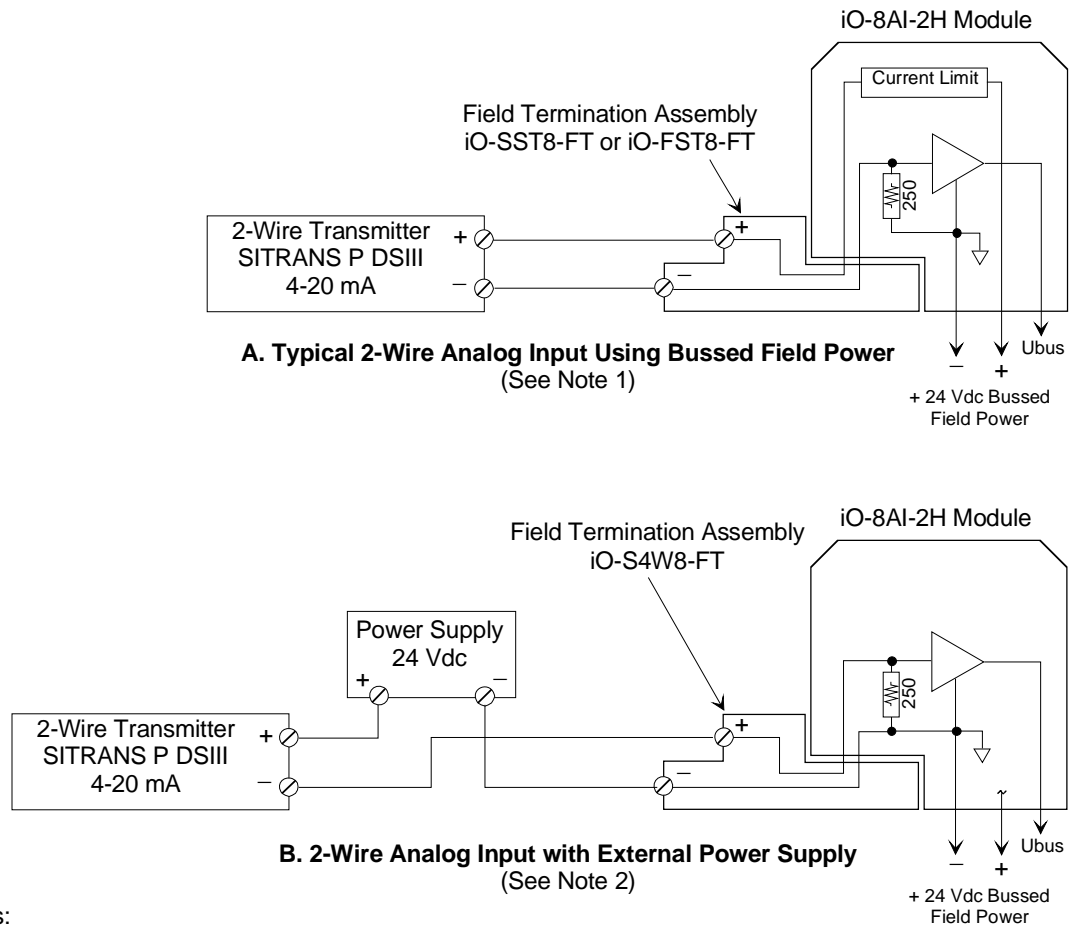 iO-8AI-2H Module
Current Limit
Field Termination Assembly
iO-SST8-FT or iO-FST8-FT
250
2-Wire Transmitter
SITRANS P DSIII
4-20 mA
+
–
+
–
A. Typical 2-Wire Analog Input Using Bussed Field Power
(See Note 1)
Ubus
–
+
+ 24 Vdc Bussed
Field Power
iO-8AI-2H Module
Field Termination Assembly
iO-S4W8-FT
Power Supply
24 Vdc
+
–
250
2-Wire Transmitter
SITRANS P DSIII
4-20 mA
+
–
+
–
B. 2-Wire Analog Input with External Power Supply
(See Note 2)
Ubus
–
+
+ 24 Vdc Bussed
Field Power
s: